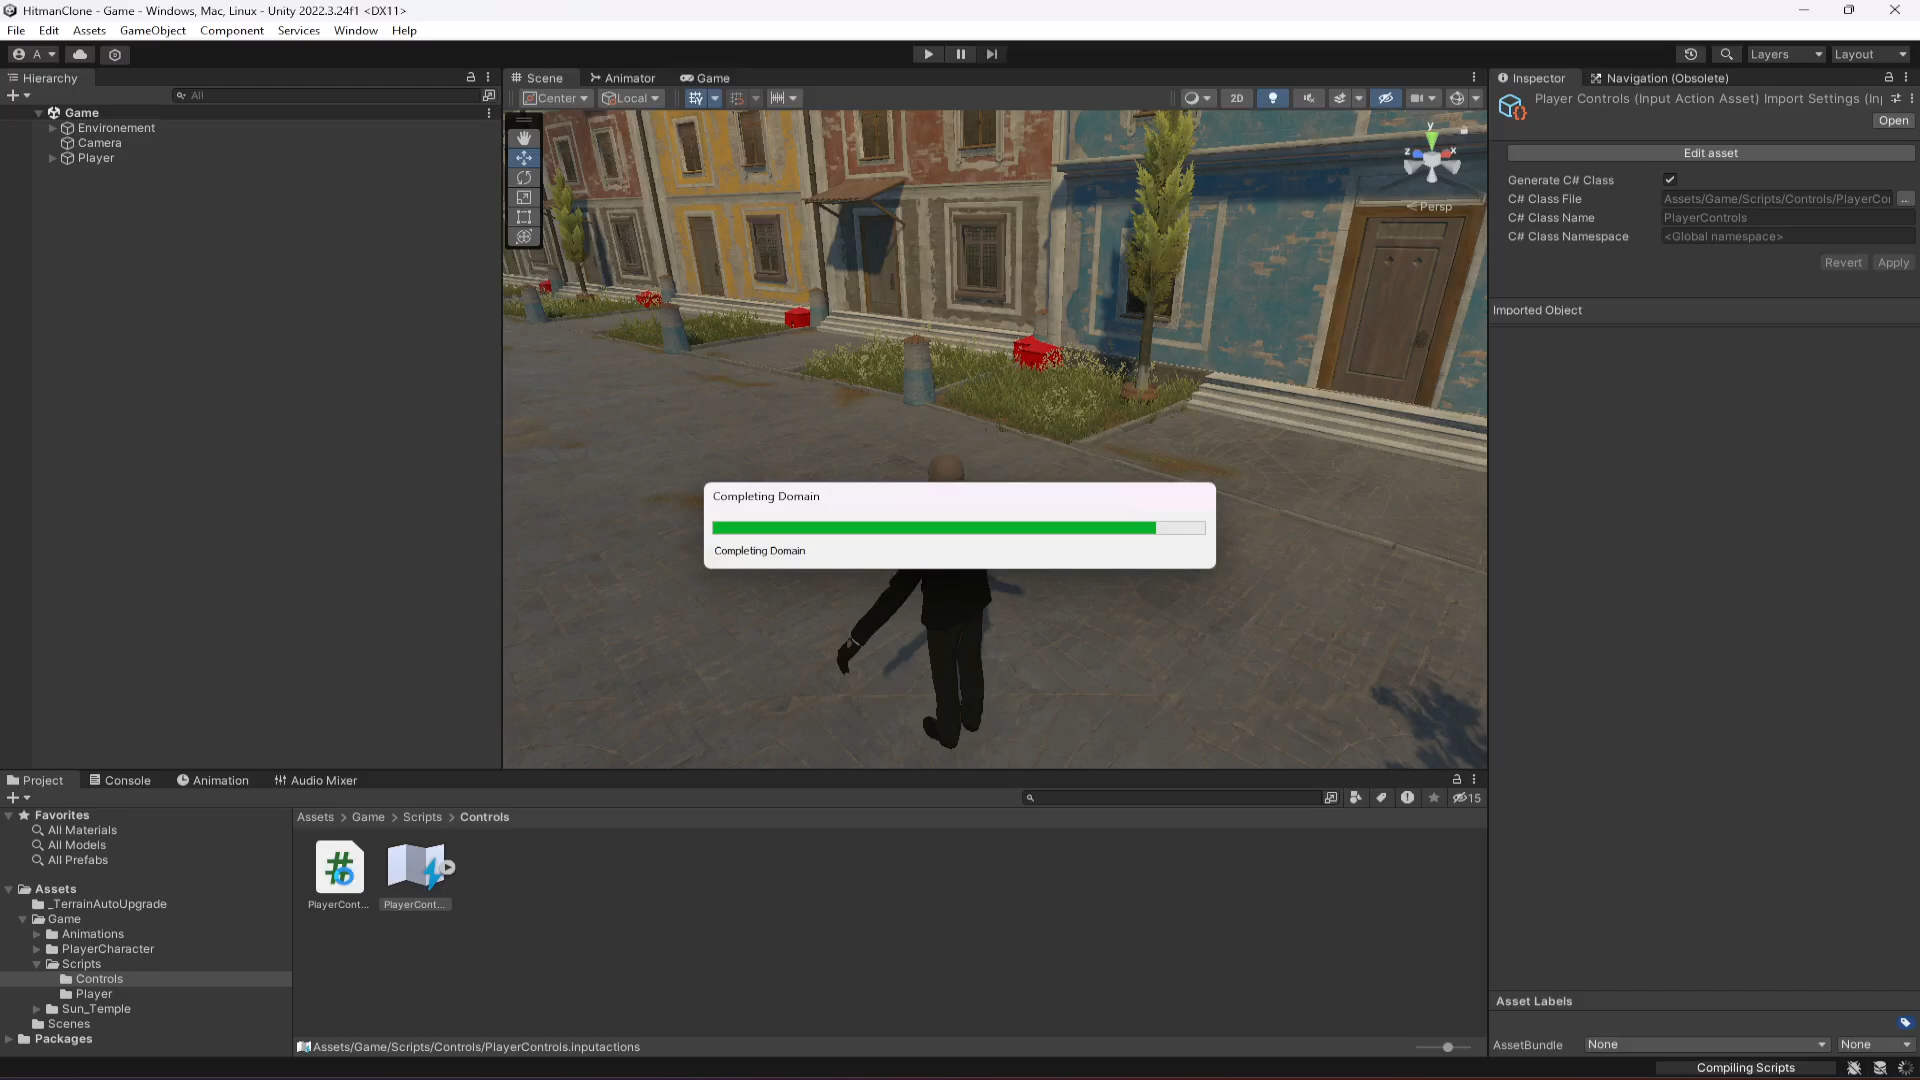 HitmanClone - Game - Windows, Mac, Linux - Unity 2022.3.24f1 <DX11>
File Edit Assets GameObject Component Services Window Help
A Layers Layout
Hierarchy
All
Game
Environement
Camera
Player
Scene Animator Game
Center Local 2D
y
z x
< Persp
Inspector Navigation (Obsolete)
Player Controls (Input Action Asset) Import Settings (In
Open
Edit asset
Generate C# Class
C# Class File Assets/Game/Scripts/Controls/PlayerCo ...
C# Class Name PlayerControls
C# Class Namespace <Global namespace>
Revert Apply
Imported Object
Completing Domain
Completing Domain
Project Console Animation Audio Mixer
15
Favorites
All Materials
All Models
All Prefabs
Assets
_TerrainAutoUpgrade
Game
Animations
PlayerCharacter
Scripts
Controls
Player
Sun_Temple
Scenes
Packages
Assets > Game > Scripts > Controls
PlayerCont... PlayerCont...
Assets/Game/Scripts/Controls/PlayerControls.inputactions
Asset Labels
AssetBundle None None
Compiling Scripts